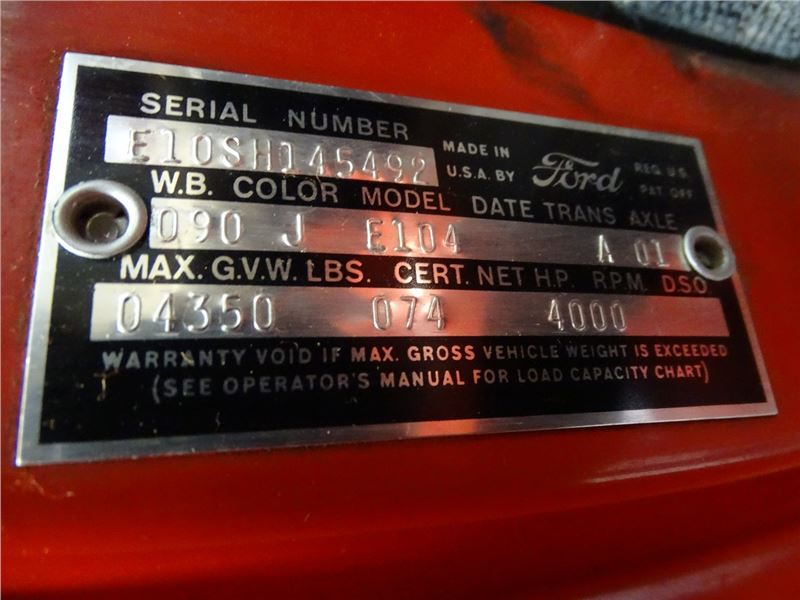 SERIAL NUMBER
E10SH145492
MADE IN
U.S.A. BY
Ford
REG. U.S.
PAT. OFF.
W.B. COLOR MODEL DATE TRANS AXLE
090 J E104 A 01
MAX. G.V.W. LBS. CERT. NET H.P. R.P.M. D.S.O.
04350 074 4000
WARRANTY VOID IF MAX. GROSS VEHICLE WEIGHT IS EXCEEDED
(SEE OPERATOR'S MANUAL FOR LOAD CAPACITY CHART)